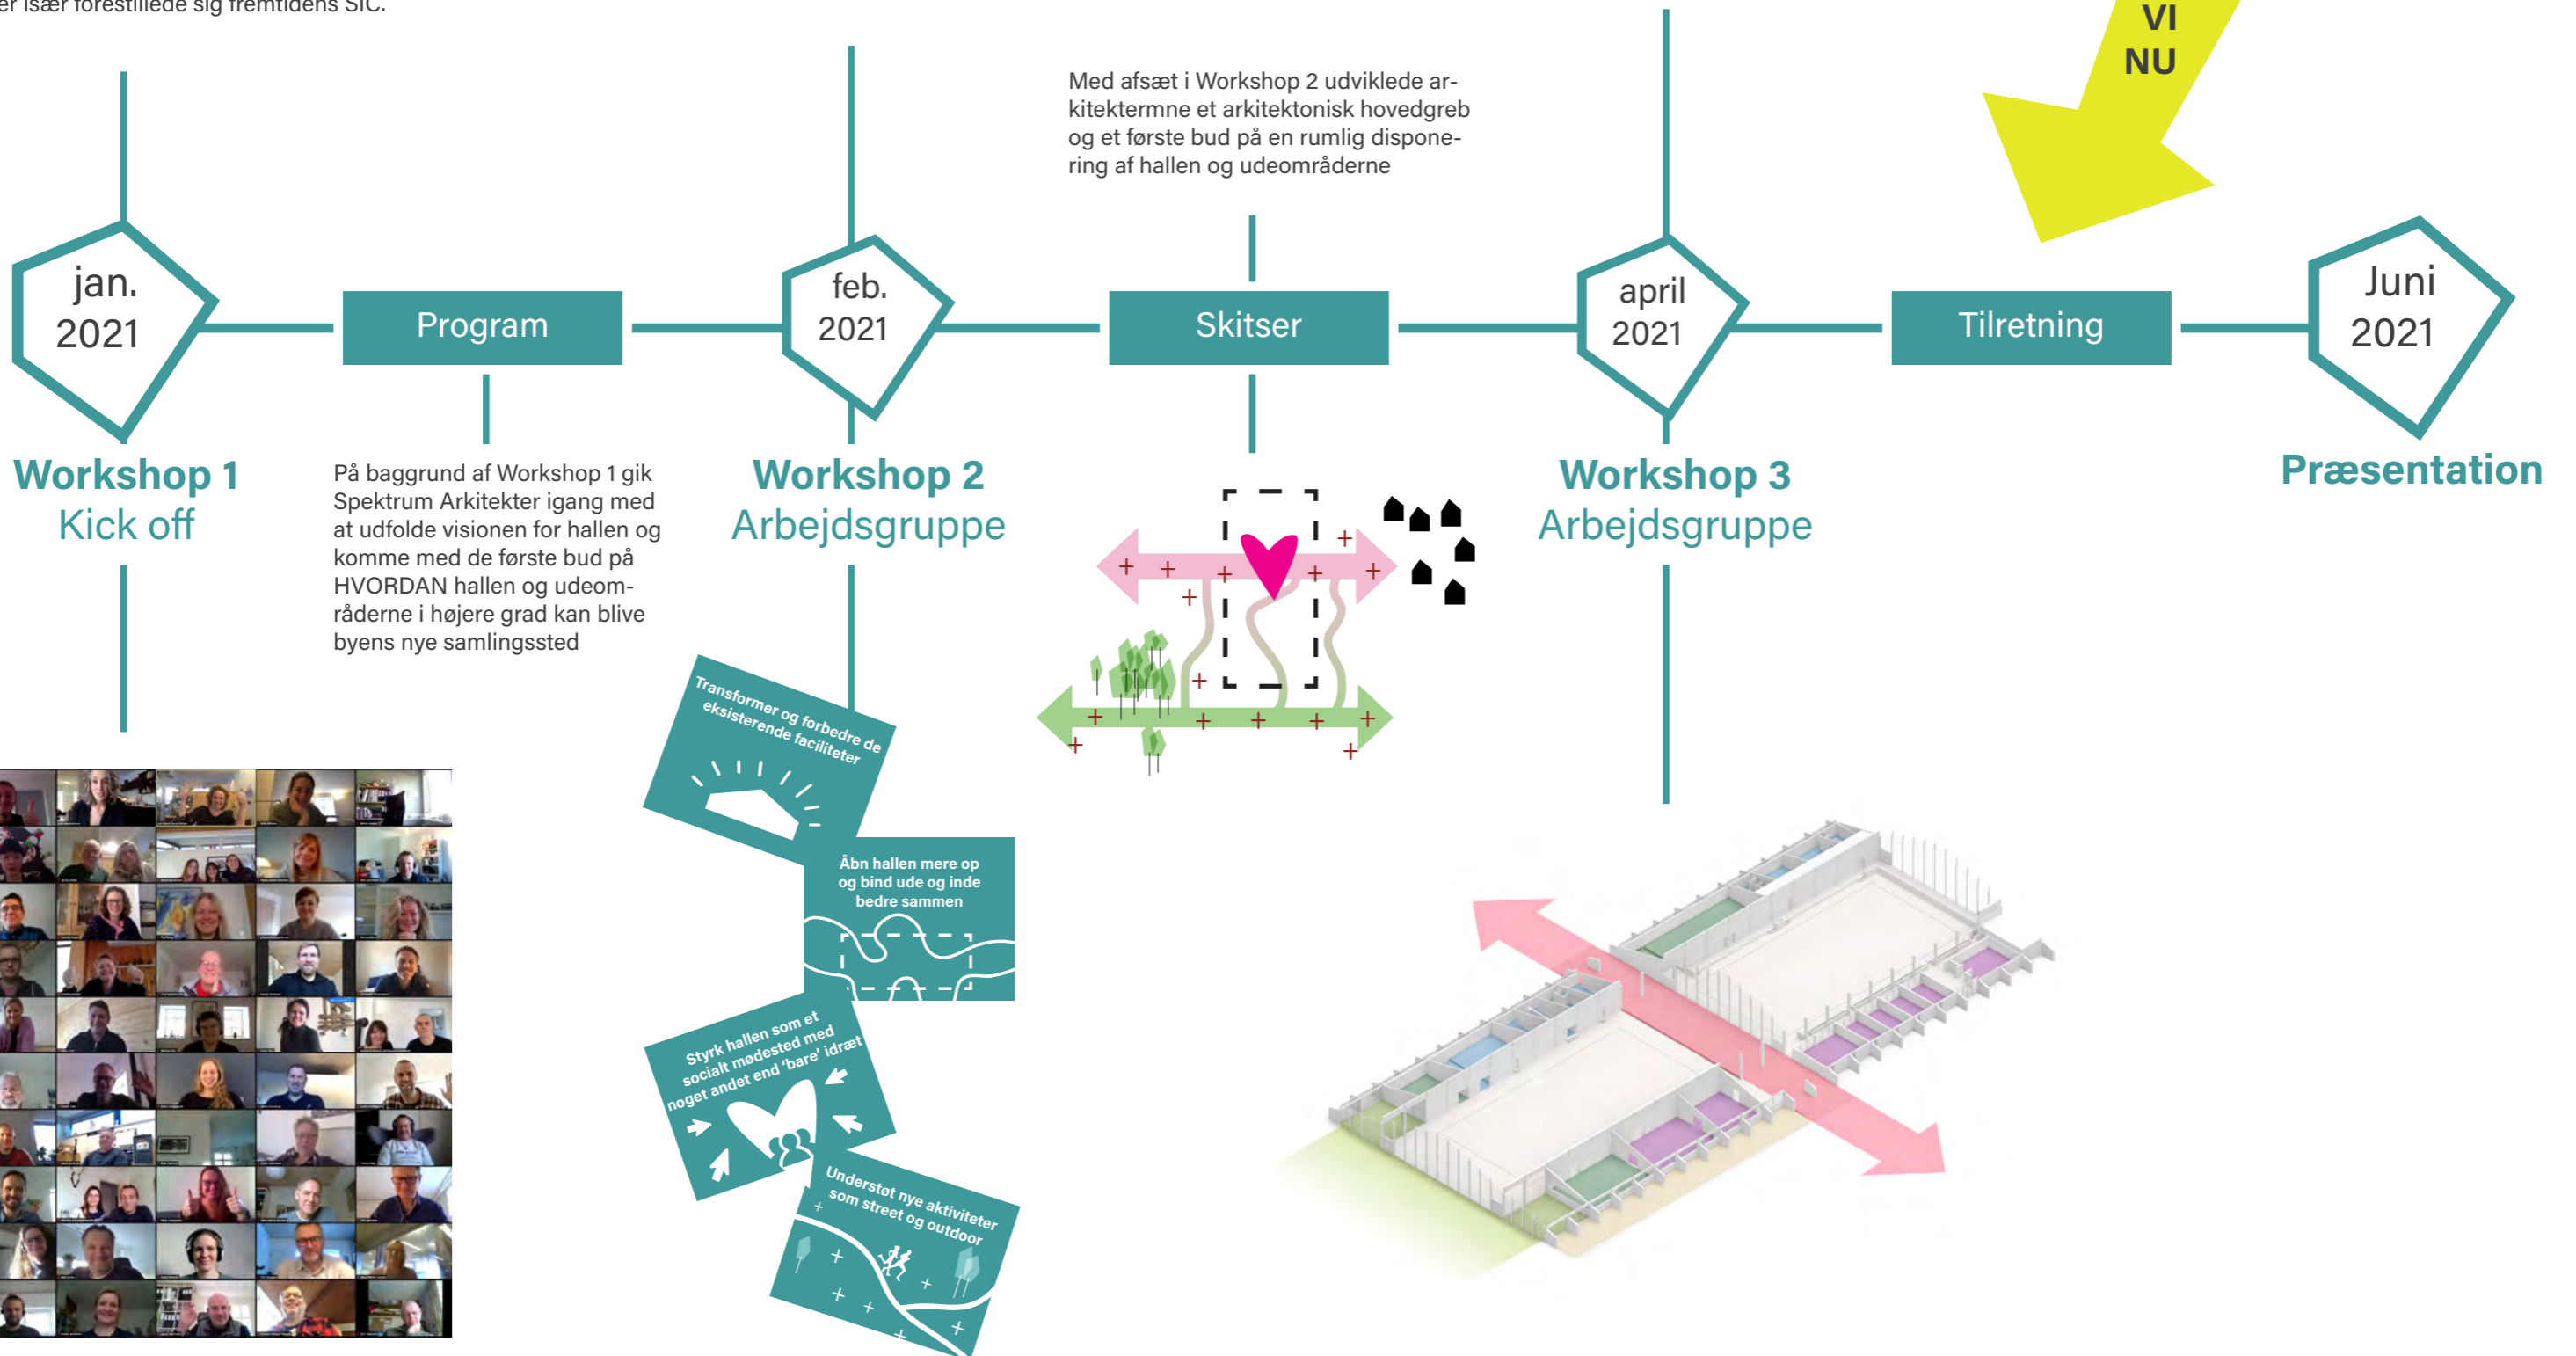 er især forestillede sig fremtidens SIC.
VI
NU
Med afsæt i Workshop 2 udviklede ar-
kitektermne et arkitektonisk hovedgreb
og et første bud på en rumlig dispone-
ring af hallen og udeområderne
jan.
2021
Program
feb.
2021
Skitser
april
2021
Tilretning
Juni
2021
Workshop 1
Kick off
På baggrund af Workshop 1 gik
Spektrum Arkitekter igang med
at udfolde visionen for hallen og
komme med de første bud på
HVORDAN hallen og udeom-
råderne i højere grad kan blive
byens nye samlingssted
Workshop 2
Arbejdsgruppe
Workshop 3
Arbejdsgruppe
Præsentation
Transformer og forbedre de
eksisterende faciliteter
Åbn hallen mere op
og bind ude og inde
bedre sammen
Styrk hallen som et
socialt mødested med
noget andet end 'bare' idræt
Understøt nye aktiviteter
som street og outdoor